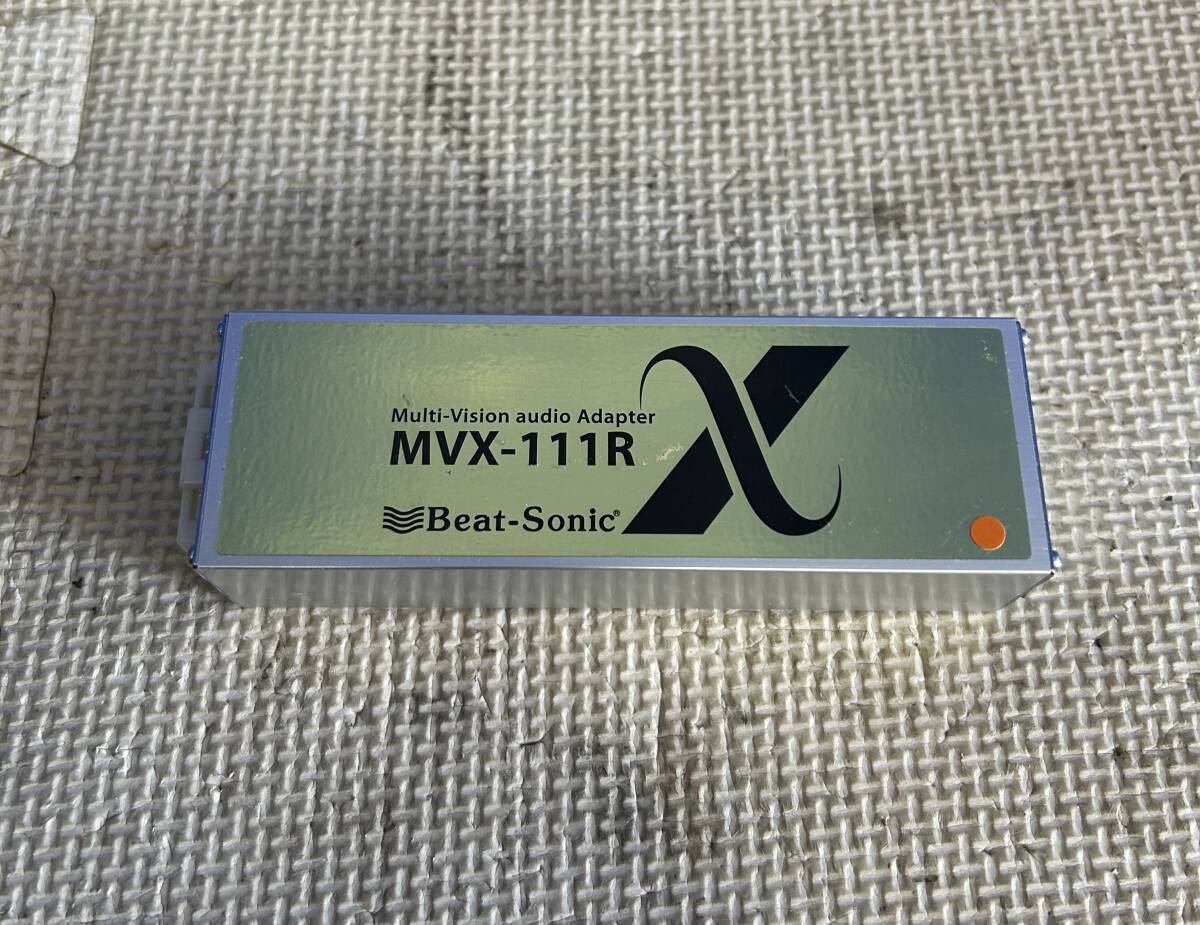 Multi-Vision audio Adapter
MVX-111R
Beat-Sonic®
X